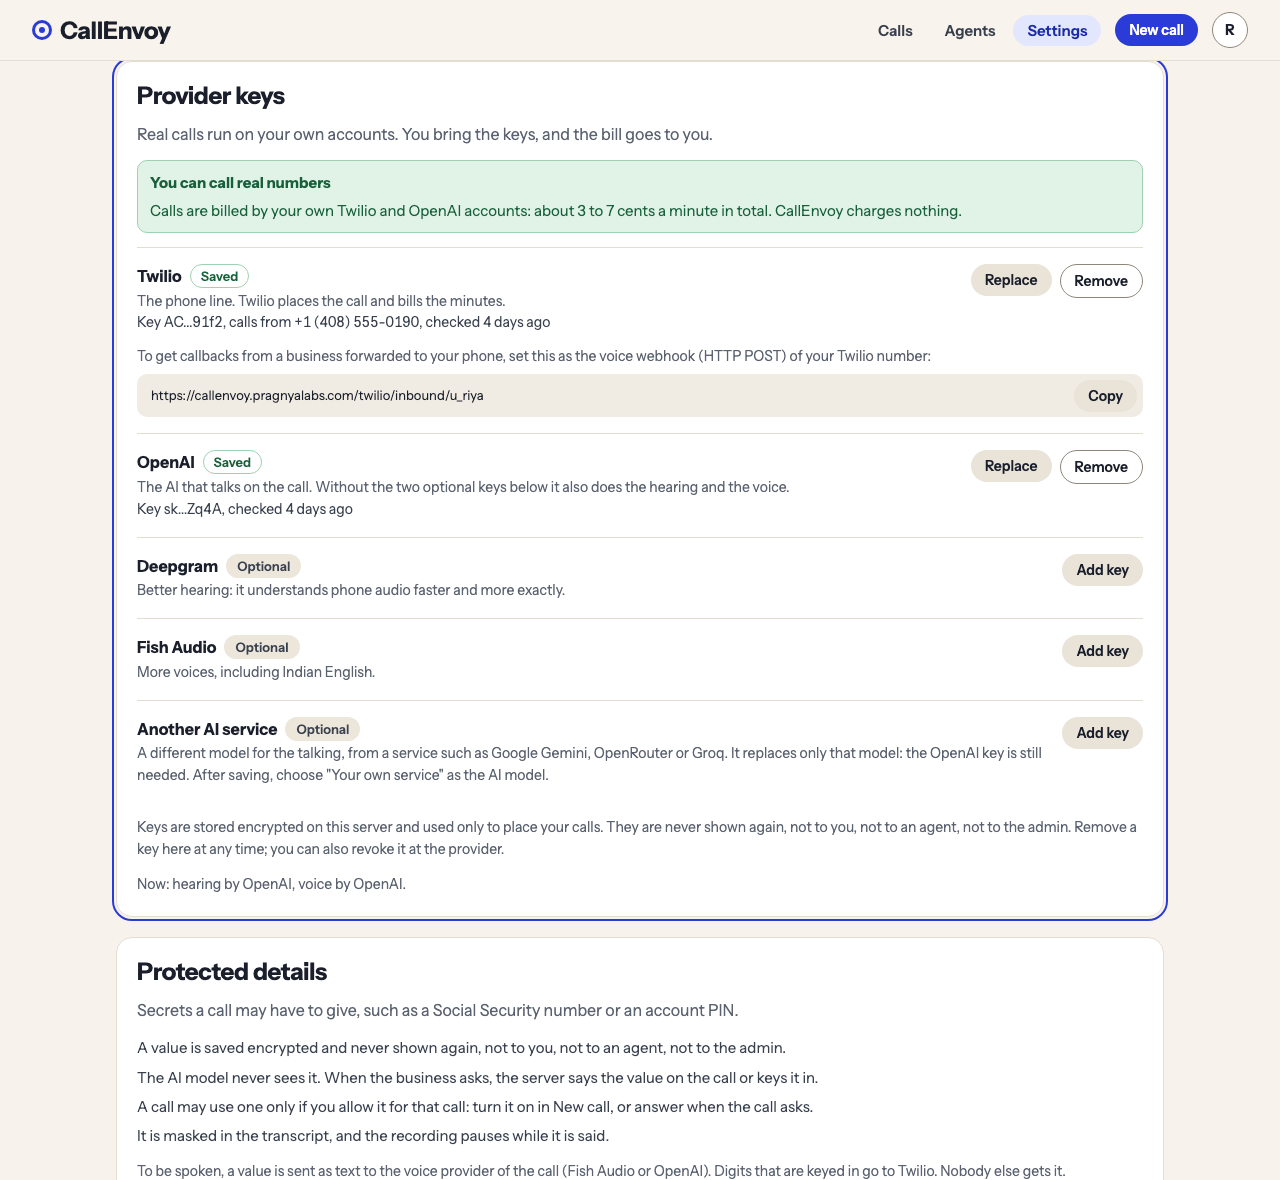 CallEnvoy
Calls
Agents
Settings
New call
R
Provider keys
Real calls run on your own accounts. You bring the keys, and the bill goes to you.
You can call real numbers
Calls are billed by your own Twilio and OpenAI accounts: about 3 to 7 cents a minute in total. CallEnvoy charges nothing.
Twilio Saved
Replace
Remove
The phone line. Twilio places the call and bills the minutes.
Key AC...91f2, calls from +1 (408) 555-0190, checked 4 days ago
To get callbacks from a business forwarded to your phone, set this as the voice webhook (HTTP POST) of your Twilio number:
https://callenvoy.pragnyalabs.com/twilio/inbound/u_riya
Copy
OpenAI Saved
Replace
Remove
The AI that talks on the call. Without the two optional keys below it also does the hearing and the voice.
Key sk...Zq4A, checked 4 days ago
Deepgram Optional
Add key
Better hearing: it understands phone audio faster and more exactly.
Fish Audio Optional
Add key
More voices, including Indian English.
Another AI service Optional
Add key
A different model for the talking, from a service such as Google Gemini, OpenRouter or Groq. It replaces only that model: the OpenAI key is still
needed. After saving, choose "Your own service" as the AI model.
Keys are stored encrypted on this server and used only to place your calls. They are never shown again, not to you, not to an agent, not to the admin. Remove a
key here at any time; you can also revoke it at the provider.
Now: hearing by OpenAI, voice by OpenAI.
Protected details
Secrets a call may have to give, such as a Social Security number or an account PIN.
A value is saved encrypted and never shown again, not to you, not to an agent, not to the admin.
The AI model never sees it. When the business asks, the server says the value on the call or keys it in.
A call may use one only if you allow it for that call: turn it on in New call, or answer when the call asks.
It is masked in the transcript, and the recording pauses while it is said.
To be spoken, a value is sent as text to the voice provider of the call (Fish Audio or OpenAI). Digits that are keyed in go to Twilio. Nobody else gets it.